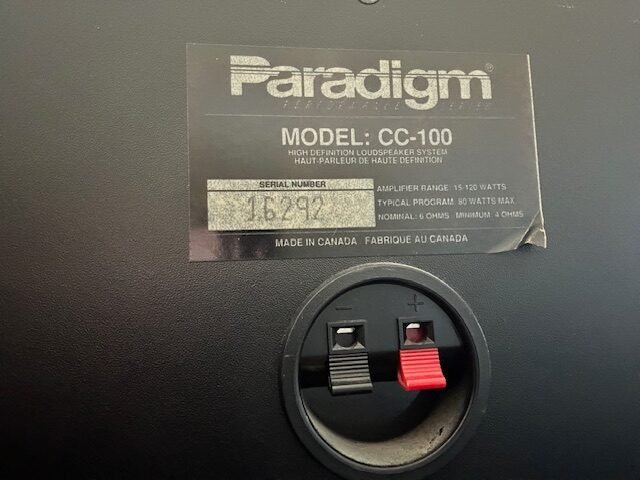 Paradigm®
PERFORMANCE SERIES
MODEL: CC-100
HIGH DEFINITION LOUDSPEAKER SYSTEM
HAUT-PARLEUR DE HAUTE DEFINITION
SERIAL NUMBER
16292
AMPLIFIER RANGE: 15-120 WATTS
TYPICAL PROGRAM 80 WATTS MAX
NOMINAL: 6 OHMS MINIMUM: 4 OHMS
MADE IN CANADA FABRIQUE AU CANADA
− +